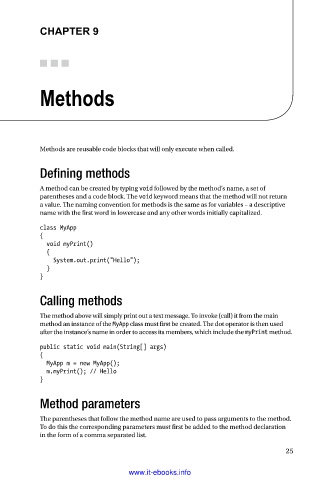 CHAPTER 9
Methods
Methods are reusable code blocks that will only execute when called.
Defining methods
A method can be created by typing void followed by the method's name, a set of
parentheses and a code block. The void keyword means that the method will not return
a value. The naming convention for methods is the same as for variables – a descriptive
name with the first word in lowercase and any other words initially capitalized.
class MyApp
{
void myPrint()
{
System.out.print("Hello");
}
}
Calling methods
The method above will simply print out a text message. To invoke (call) it from the main
method an instance of the MyApp class must first be created. The dot operator is then used
after the instance's name in order to access its members, which include the myPrint method.
public static void main(String[] args)
{
MyApp m = new MyApp();
m.myPrint(); // Hello
}
Method parameters
The parentheses that follow the method name are used to pass arguments to the method.
To do this the corresponding parameters must first be added to the method declaration
in the form of a comma separated list.
25
www.it-ebooks.info